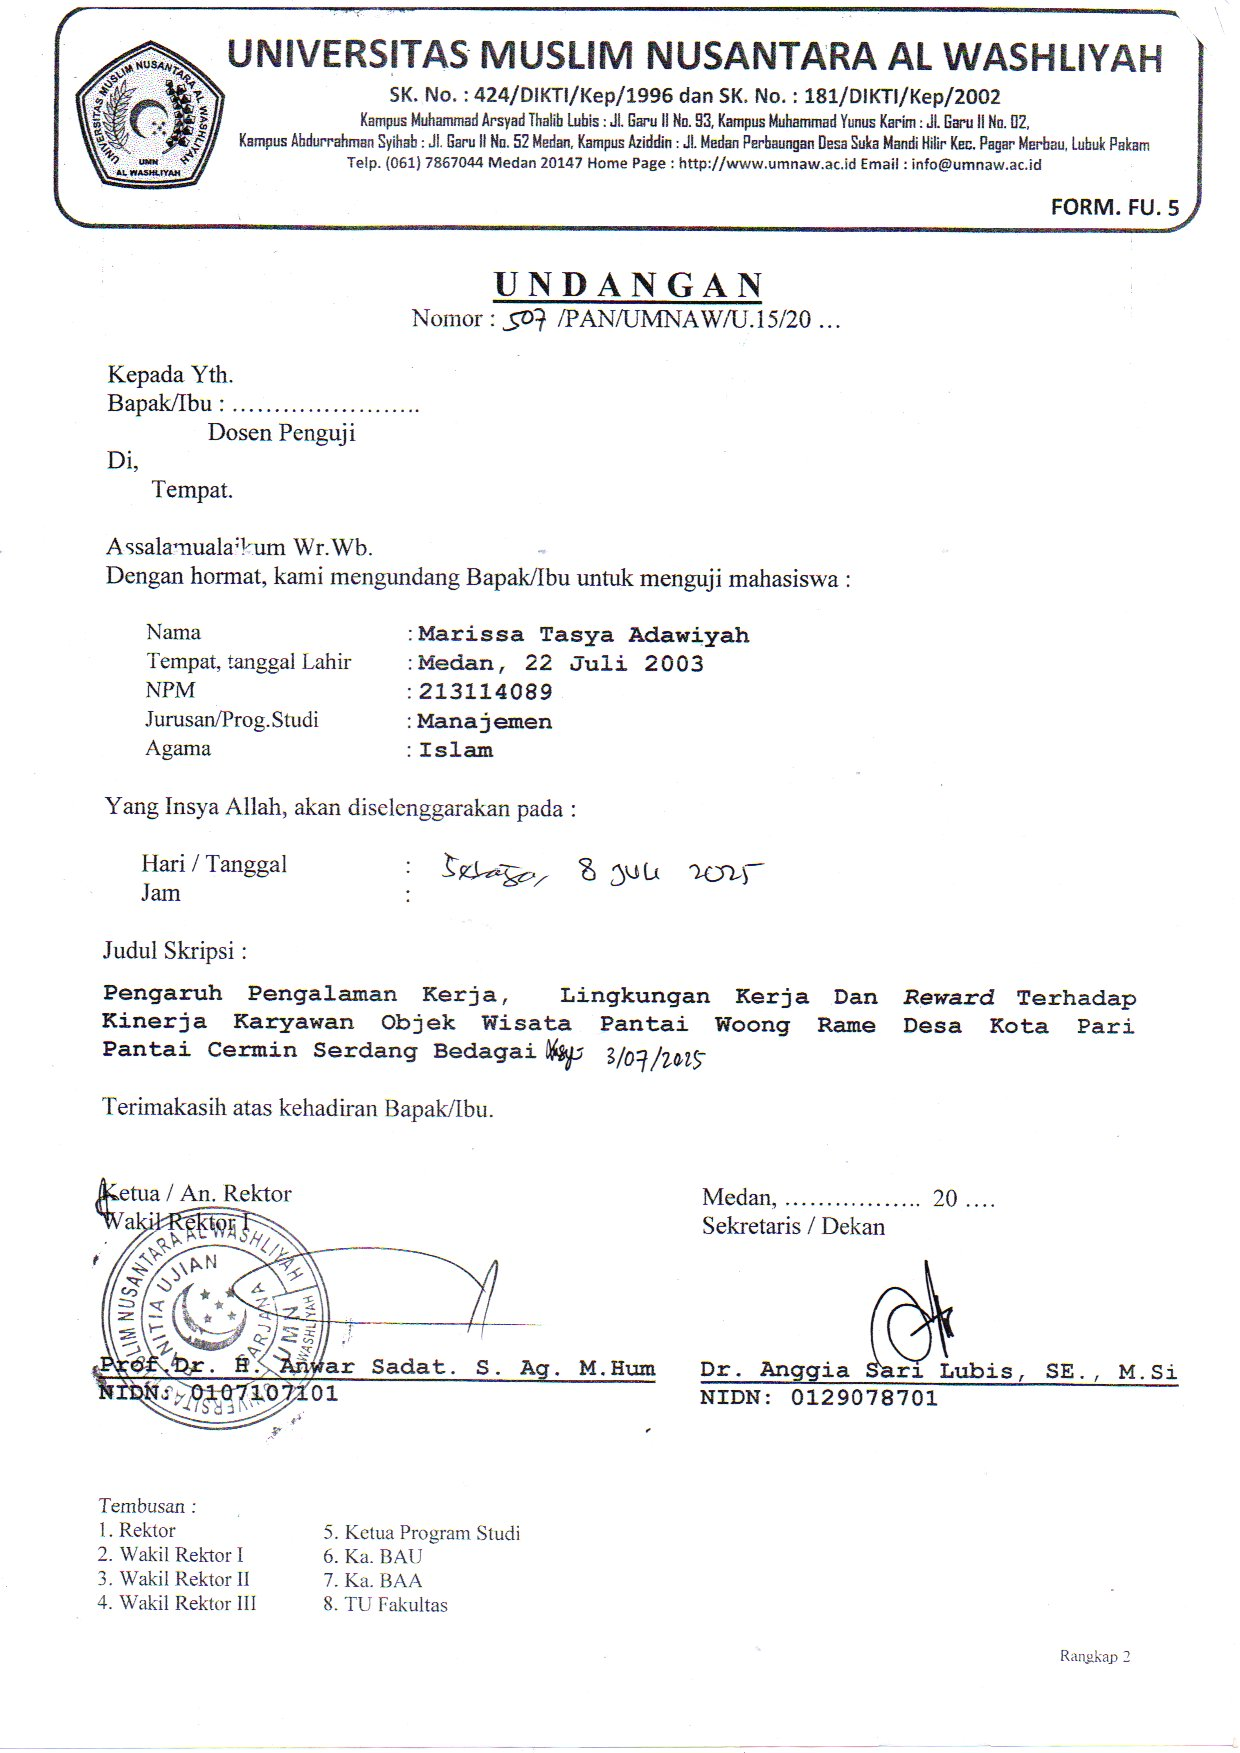 UNIVERSITAS MUSLIM NUSANTARA AL WASHLIYAH
SK. No. : 424/DIKTI/Kep/1996 dan SK. No. : 181/DIKTI/Kep/2002
Kampus Muhammad Arsyad Thalib Lubis : Jl. Garu II No. 93, Kampus Muhammad Yunus Karim : Jl. Garu II No. 02,
Kampus Abdurrahman Syihab : Jl. Garu II No. 52 Medan, Kampus Aziddin : Jl. Medan Perbaungan Desa Suka Mandi Hilir Kec. Pagar Merbau, Lubuk Pakam
Telp. (061) 7867044 Medan 20147 Home Page : http://www.umnaw.ac.id Email : info@umnaw.ac.id
UNIVERSITAS MUSLIM NUSANTARA AL WASHLIYAH
UMN
AL WASHLIYAH
FORM. FU. 5
U N D A N G A N
Nomor : 507 /PAN/UMNAW/U.15/20 ...
Kepada Yth.
Bapak/Ibu : .......................
Dosen Penguji
Di,
Tempat.
Assalamualaikum Wr.Wb.
Dengan hormat, kami mengundang Bapak/Ibu untuk menguji mahasiswa :
Nama : Marissa Tasya Adawiyah
Tempat, tanggal Lahir : Medan, 22 Juli 2003
NPM : 213114089
Jurusan/Prog.Studi : Manajemen
Agama : Islam
Yang Insya Allah, akan diselenggarakan pada :
Hari / Tanggal : Selasa, 8 Juli 2025
Jam :
Judul Skripsi :
Pengaruh Pengalaman Kerja, Lingkungan Kerja Dan Reward Terhadap
Kinerja Karyawan Objek Wisata Pantai Woong Rame Desa Kota Pari
Pantai Cermin Serdang Bedagai 3/07/2025
Terimakasih atas kehadiran Bapak/Ibu.
Ketua / An. Rektor
Wakil Rektor I
Medan, ................. 20 ....
Sekretaris / Dekan
PANITIA UJIAN
SARJANA
UMN
Prof.Dr. H. Anwar Sadat. S. Ag. M.Hum
NIDN: 0107107101
Dr. Anggia Sari Lubis, SE., M.Si
NIDN: 0129078701
Tembusan :
1. Rektor
2. Wakil Rektor I
3. Wakil Rektor II
4. Wakil Rektor III
5. Ketua Program Studi
6. Ka. BAU
7. Ka. BAA
8. TU Fakultas
Rangkap 2